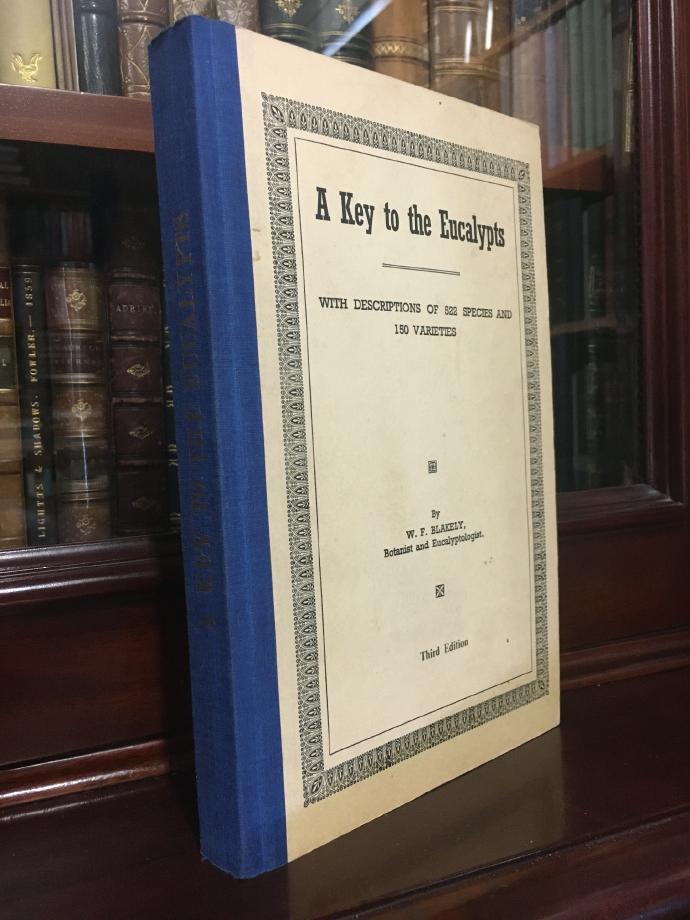 A Key to the Eucalypts
WITH DESCRIPTIONS OF 522 SPECIES AND
150 VARIETIES
By
W. F. BLAKELY,
Botanist and Eucalyptologist.
Third Edition
A KEY TO THE EUCALYPTS
LIGHTTS & SHADOWS. FOWLER.— 1859